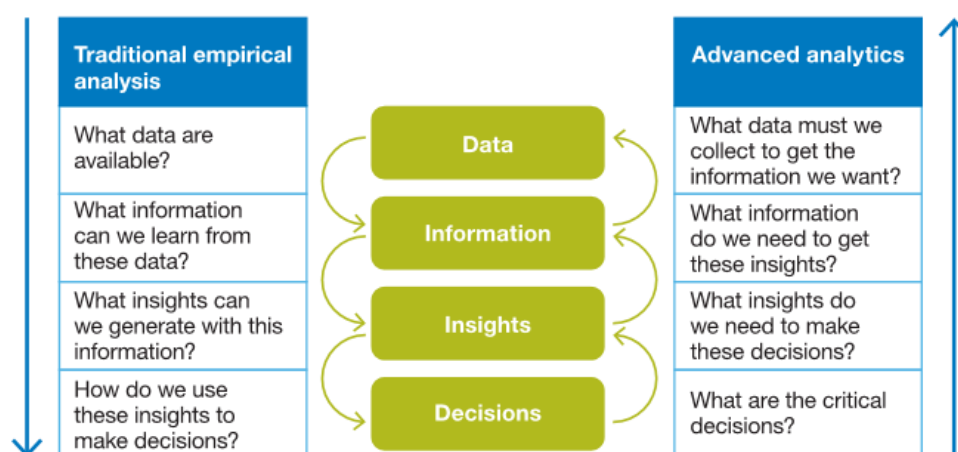 Traditional empirical
analysis
What data are
available?
What information
can we learn from
these data?
What insights can
we generate with this
information?
How do we use
these insights to
make decisions?
Data
Information
Insights
Decisions
Advanced analytics
What data must we
collect to get the
information we want?
What information
do we need to get
these insights?
What insights do
we need to make
these decisions?
What are the critical
decisions?